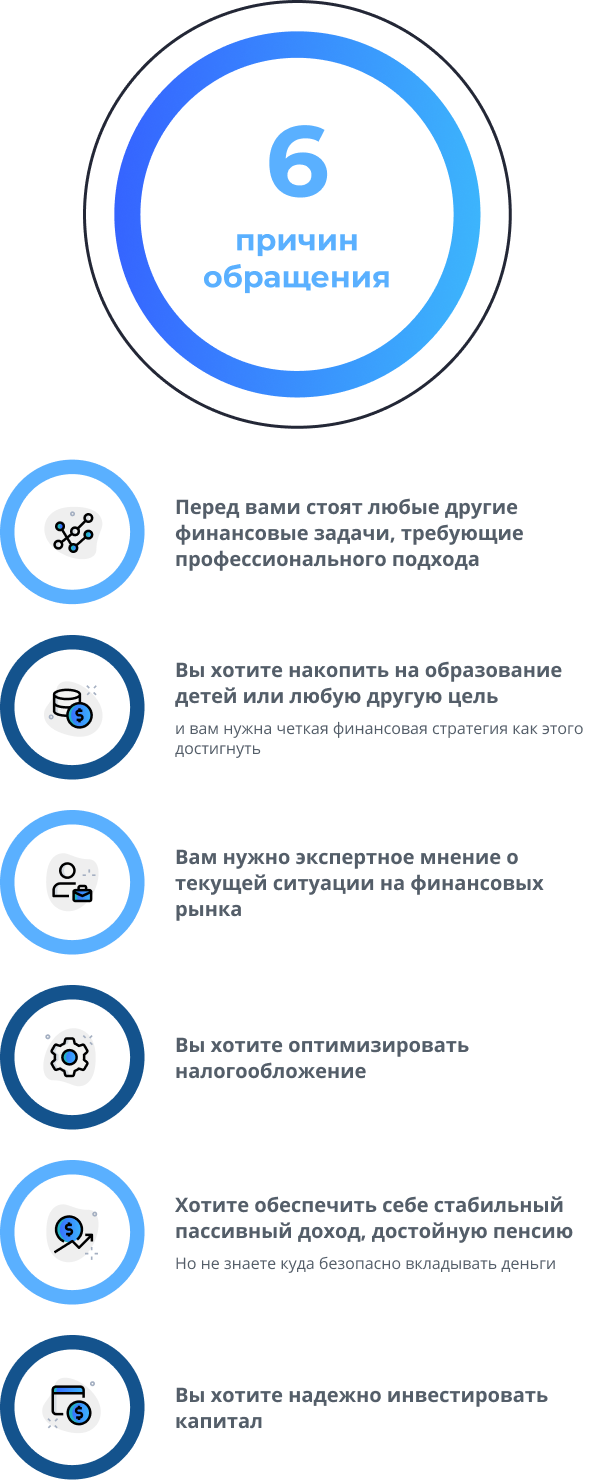 6
причин
обращения
Перед вами стоят любые другие
финансовые задачи, требующие
профессионального подхода
Вы хотите накопить на образование
детей или любую другую цель
и вам нужна четкая финансовая стратегия как этого
достигнуть
Вам нужно экспертное мнение о
текущей ситуации на финансовых
рынка
Вы хотите оптимизировать
налогообложение
Хотите обеспечить себе стабильный
пассивный доход, достойную пенсию
Но не знаете куда безопасно вкладывать деньги
Вы хотите надежно инвестировать
капитал